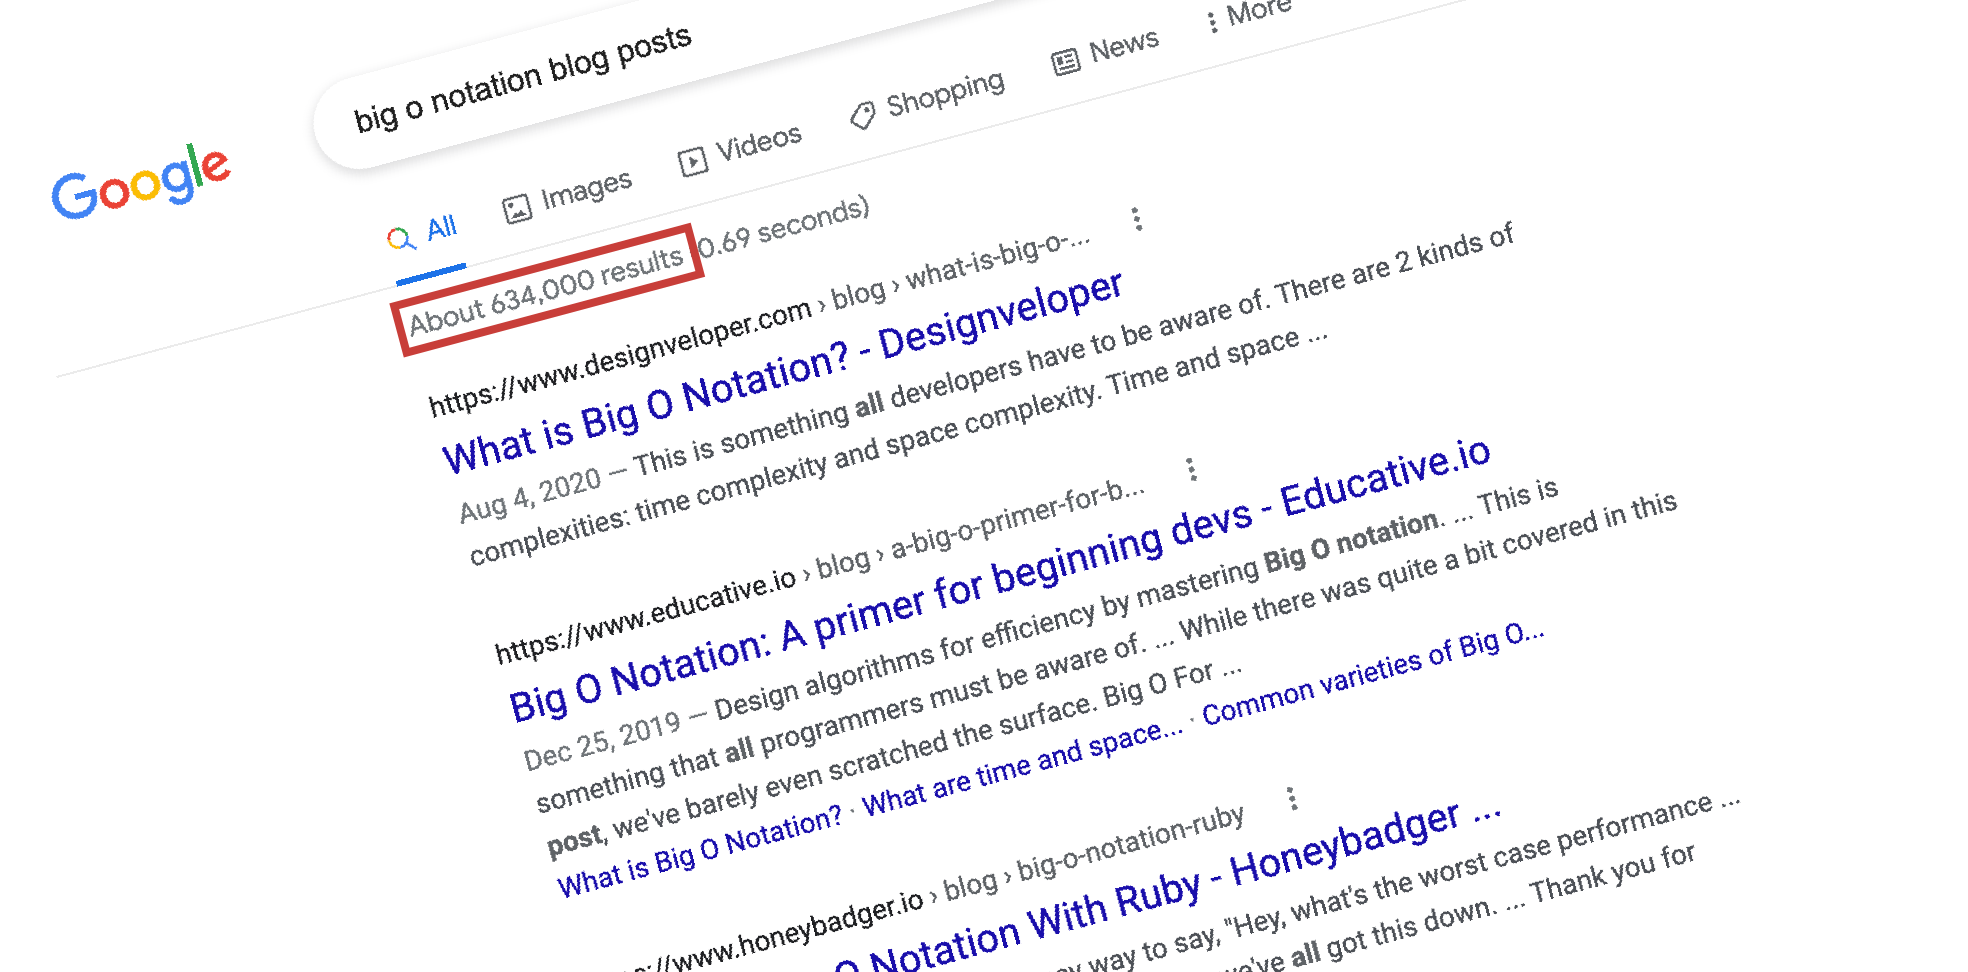 Google
big o notation blog posts
All
Images
Videos
Shopping
News
More
About 634,000 results 0.69 seconds)
https://www.designveloper.com › blog › what-is-big-o-...
What is Big O Notation? - Designveloper
Aug 4, 2020 — This is something all developers have to be aware of. There are 2 kinds of
complexities: time complexity and space complexity. Time and space ...
https://www.educative.io › blog › a-big-o-primer-for-b...
Big O Notation: A primer for beginning devs - Educative.io
Dec 25, 2019 — Design algorithms for efficiency by mastering Big O notation. ... This is
something that all programmers must be aware of. ... While there was quite a bit covered in this
post, we've barely even scratched the surface. Big O For ...
What is Big O Notation? · What are time and space... · Common varieties of Big O...
://www.honeybadger.io › blog › big-o-notation-ruby
O Notation With Ruby - Honeybadger ...
way to say, "Hey, what's the worst case performance ...
all got this down. ... Thank you for